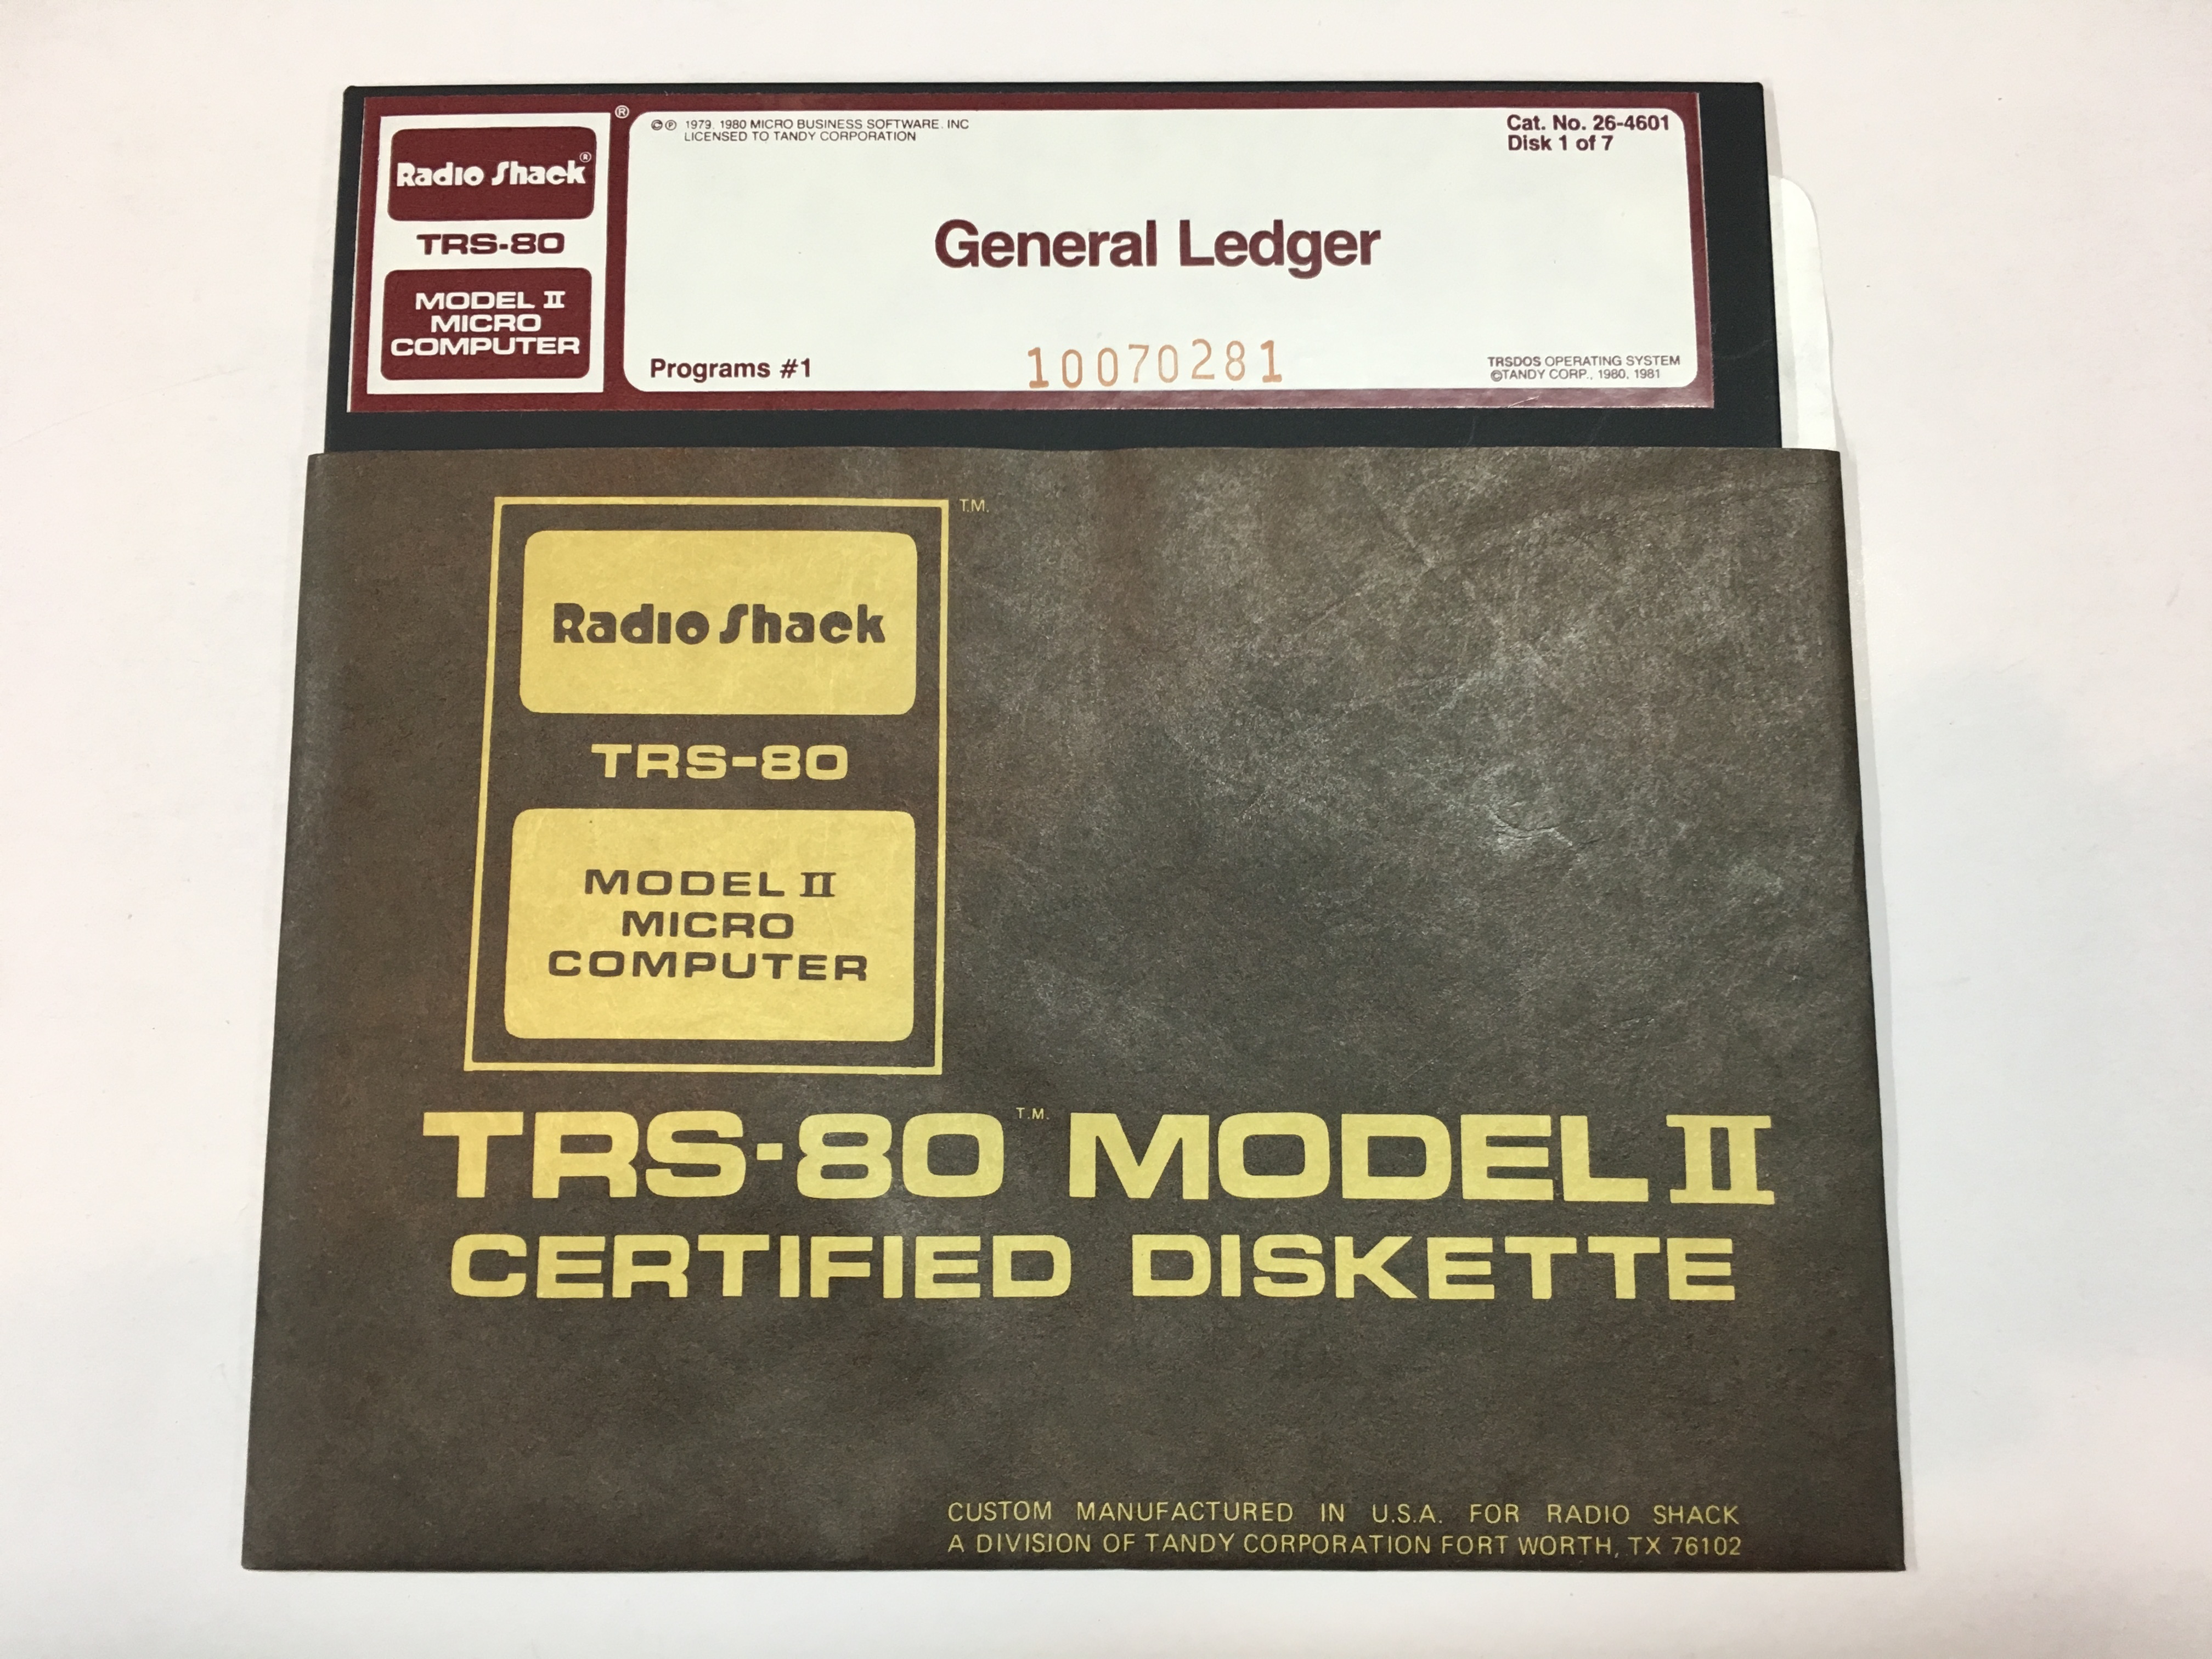 Radio Shack®
TRS-80
MODEL II
MICRO
COMPUTER
®
©℗ 1979, 1980 MICRO BUSINESS SOFTWARE, INC
LICENSED TO TANDY CORPORATION
Cat. No. 26-4601
Disk 1 of 7
General Ledger
Programs #1
10070281
TRSDOS OPERATING SYSTEM
©TANDY CORP., 1980, 1981
T.M.
Radio Shack
TRS-80
MODEL II
MICRO
COMPUTER
TRS-80 T.M. MODEL II
CERTIFIED DISKETTE
CUSTOM MANUFACTURED IN U.S.A. FOR RADIO SHACK
A DIVISION OF TANDY CORPORATION FORT WORTH, TX 76102